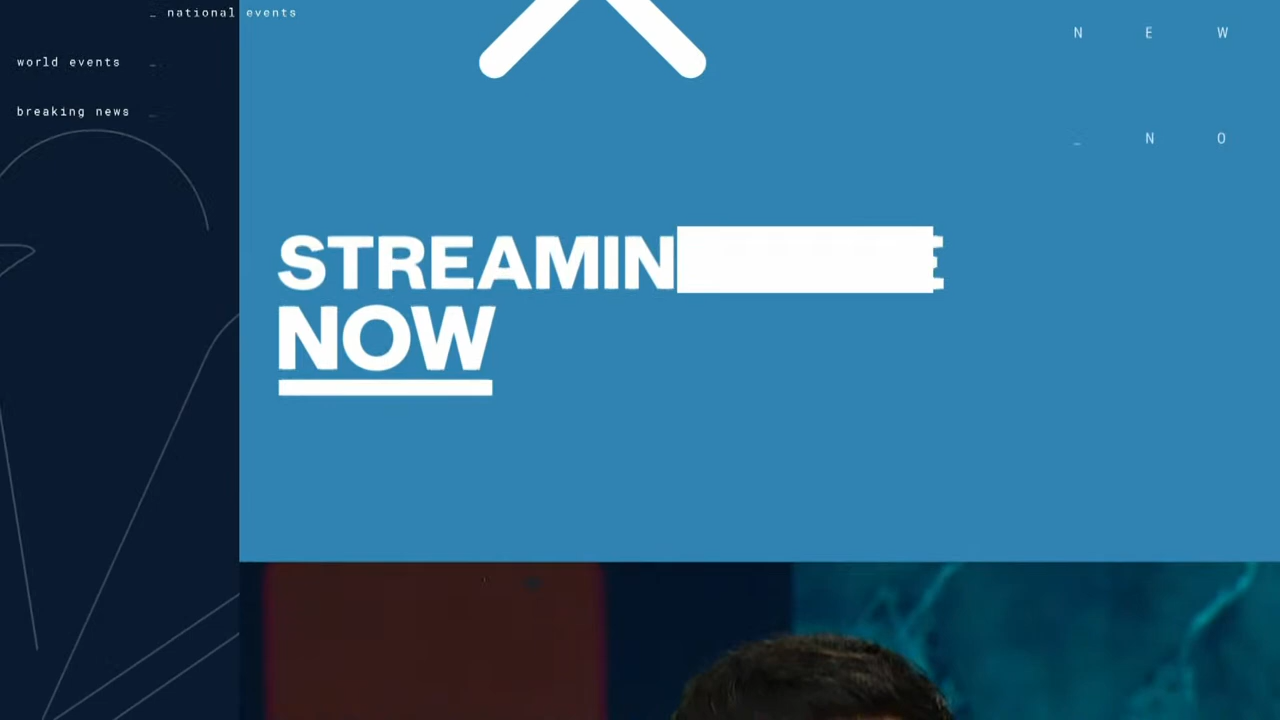 _ national events
world events _
breaking news _
N E W
_ N O
STREAMIN
NOW